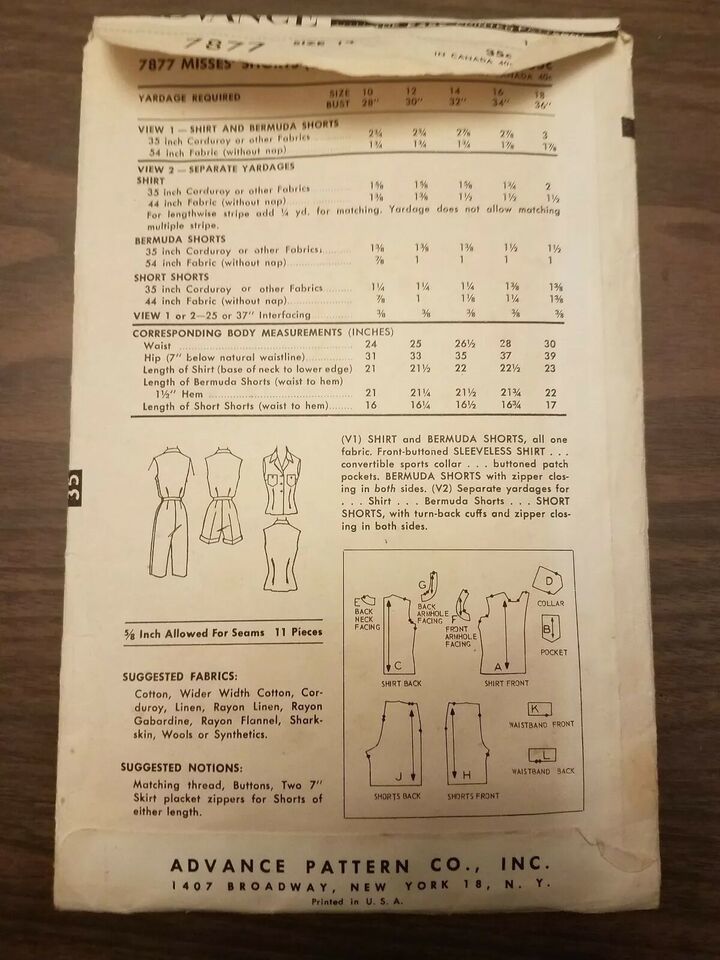 ADVANCE
7877 SIZE
35¢
IN CANADA 40¢
7877 MISSES'
YARDAGE REQUIRED SIZE 10 12 14 16 18
BUST 28" 30" 32" 34" 36"
VIEW 1 — SHIRT AND BERMUDA SHORTS
35 inch Corduroy or other Fabrics 2¾ 2¾ 2⅞ 2⅞ 3
54 inch Fabric (without nap) 1¾ 1¾ 1¾ 1⅞ 1⅞
VIEW 2 — SEPARATE YARDAGES
SHIRT
35 inch Corduroy or other Fabrics 1⅝ 1⅝ 1⅝ 1¾ 2
44 inch Fabric (without nap) 1⅜ 1⅜ 1½ 1½ 1½
For lengthwise stripe add ¼ yd. for matching. Yardage does not allow matching
multiple stripe.
BERMUDA SHORTS
35 inch Corduroy or other Fabrics 1⅜ 1⅜ 1⅜ 1½ 1½
54 inch Fabric (without nap) ⅞ 1 1 1 1
SHORT SHORTS
35 inch Corduroy or other Fabrics 1¼ 1¼ 1¼ 1⅜ 1⅜
44 inch Fabric (without nap) ⅞ 1 1⅛ 1¼ 1⅜
VIEW 1 or 2—25 or 37" Interfacing ⅜ ⅜ ⅜ ⅜ ⅜
CORRESPONDING BODY MEASUREMENTS (INCHES)
Waist 24 25 26½ 28 30
Hip (7" below natural waistline) 31 33 35 37 39
Length of Shirt (base of neck to lower edge) 21 21½ 22 22½ 23
Length of Bermuda Shorts (waist to hem)
1½" Hem 21 21¼ 21½ 21¾ 22
Length of Short Shorts (waist to hem) 16 16¼ 16½ 16¾ 17
35
(V1) SHIRT and BERMUDA SHORTS, all one
fabric. Front-buttoned SLEEVELESS SHIRT . . .
convertible sports collar . . . buttoned patch
pockets. BERMUDA SHORTS with zipper clos-
ing in both sides. (V2) Separate yardages for
. . . Shirt . . . Bermuda Shorts . . . SHORT
SHORTS, with turn-back cuffs and zipper clos-
ing in both sides.
⅝ Inch Allowed For Seams 11 Pieces
SUGGESTED FABRICS:
Cotton, Wider Width Cotton, Cor-
duroy, Linen, Rayon Linen, Rayon
Gabardine, Rayon Flannel, Shark-
skin, Wools or Synthetics.
SUGGESTED NOTIONS:
Matching thread, Buttons, Two 7"
Skirt placket zippers for Shorts of
either length.
E
BACK
NECK
FACING
C
SHIRT BACK
G
BACK
ARMHOLE
FACING
F
FRONT
ARMHOLE
FACING
A
SHIRT FRONT
D
COLLAR
B
POCKET
J
SHORTS BACK
H
SHORTS FRONT
K
WAISTBAND FRONT
L
WAISTBAND BACK
ADVANCE PATTERN CO., INC.
1407 BROADWAY, NEW YORK 18, N. Y.
Printed in U. S. A.